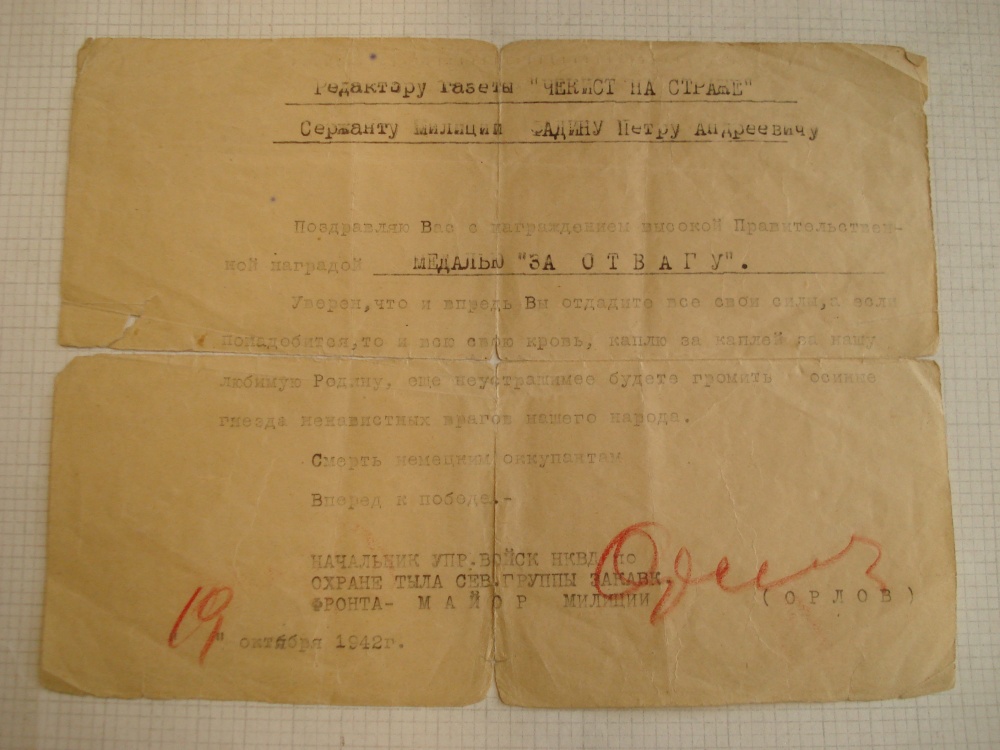 Редактору Газеты "ЧЕКИСТ НА СТРАЖЕ"
Сержанту Милиции ФАДИНУ Петру Андреевичу
Поздравляю Вас с награждением высокой Правительствен-
ной наградой МЕДАЛЬЮ "ЗА ОТВАГУ".
Уверен,что и впредь Вы отдадите все свои силы,а если
понадобится,то и всю свою кровь, каплю за каплей за нашу
любимую Родину, еще неустрашимее будете громить осиные
гнезда ненавистных врагов нашего народа.
Смерть немецким оккупантам
Вперед к победе.-
НАЧАЛЬНИК УПР.ВОЙСК НКВД по
ОХРАНЕ ТЫЛА СЕВ.ГРУППЫ ЗАКАВК.
ФРОНТА- МАЙОР МИЛИЦИИ (ОРЛОВ)
19 " октября 1942г.